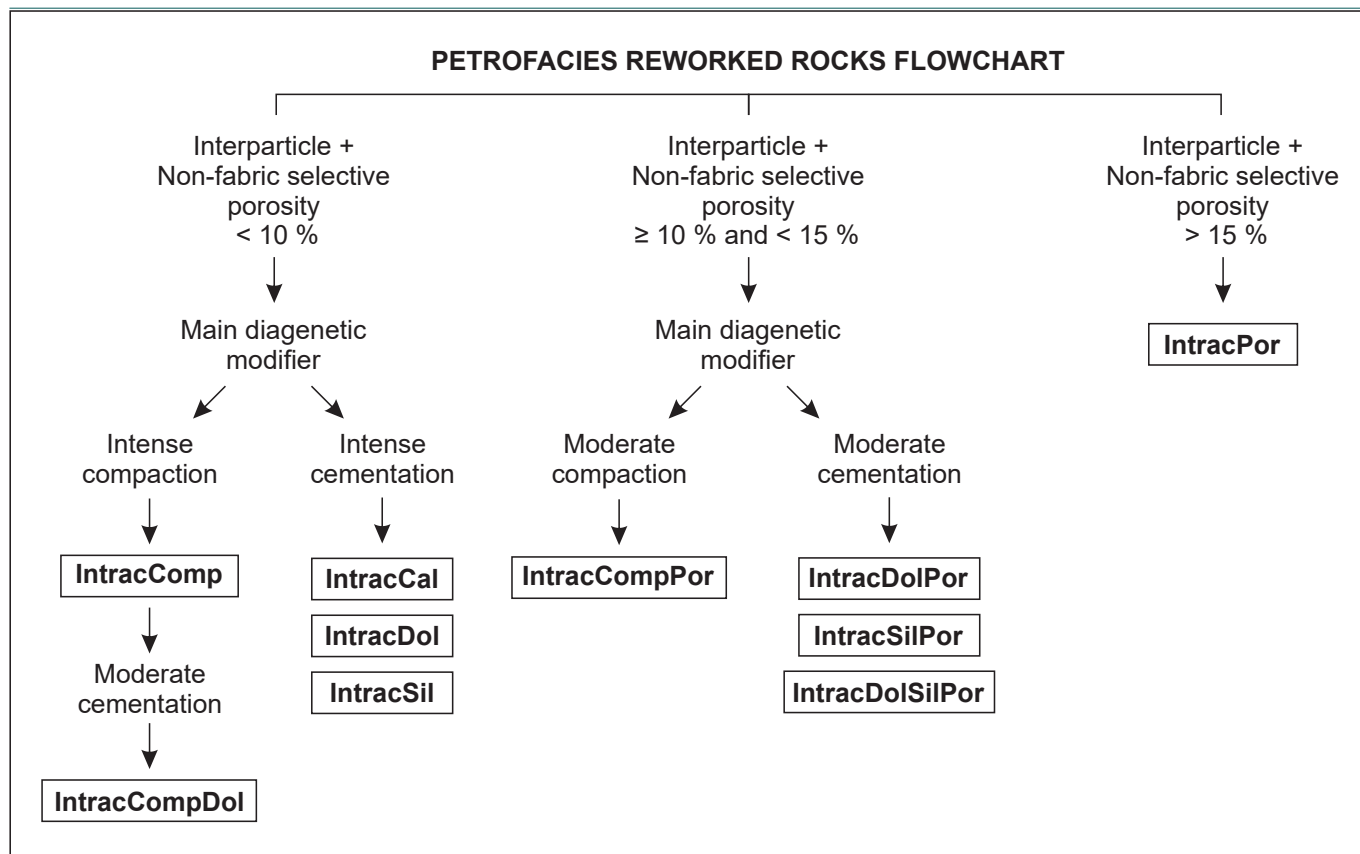 PETROFACIES REWORKED ROCKS FLOWCHART
Interparticle +
Non-fabric selective
porosity
< 10 %
Interparticle +
Non-fabric selective
porosity
≥ 10 % and < 15 %
Interparticle +
Non-fabric selective
porosity
> 15 %
Main diagenetic
modifier
Main diagenetic
modifier
IntracPor
Intense
compaction
Intense
cementation
Moderate
compaction
Moderate
cementation
IntracComp
IntracCal
IntracDol
IntracSil
IntracCompPor
IntracDolPor
IntracSilPor
IntracDolSilPor
Moderate
cementation
IntracCompDol